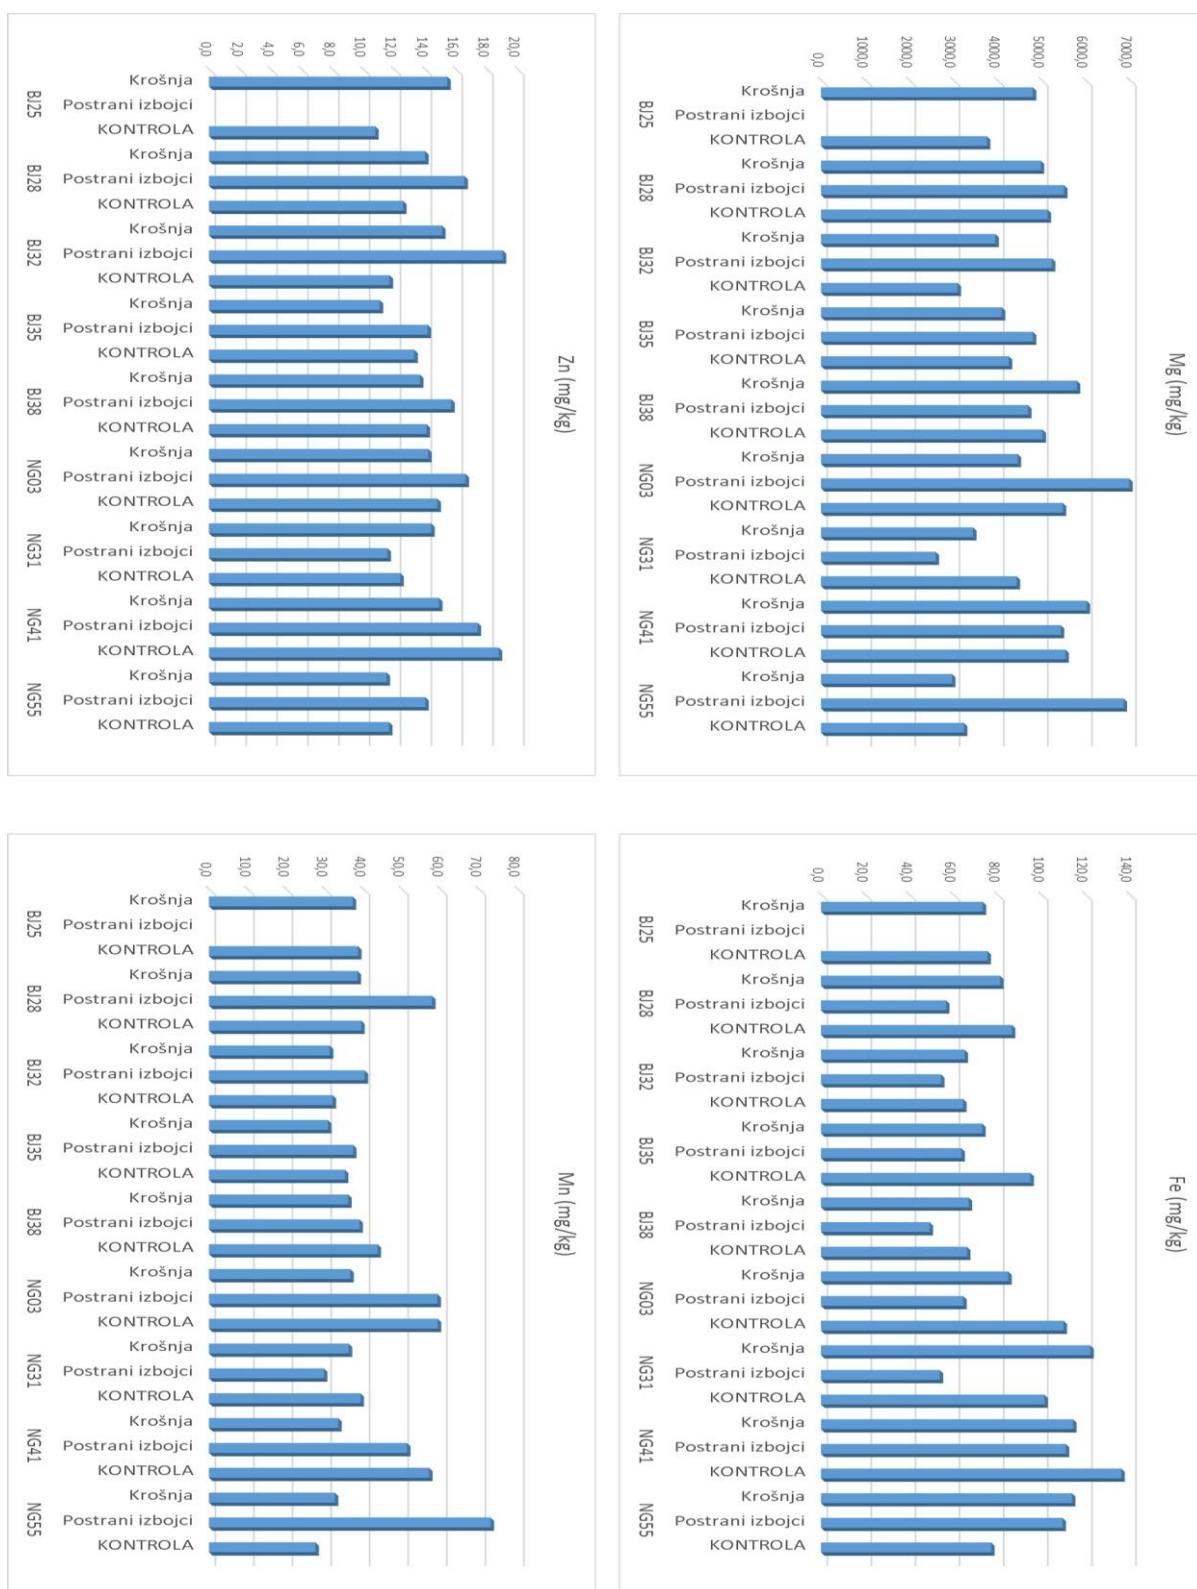 Zn (mg/kg)
0,0
2,0
4,0
6,0
8,0
10,0
12,0
14,0
16,0
18,0
20,0
BJ25
Krošnja
Postrani izbojci
KONTROLA
BJ28
Krošnja
Postrani izbojci
KONTROLA
BJ32
Krošnja
Postrani izbojci
KONTROLA
BJ35
Krošnja
Postrani izbojci
KONTROLA
BJ38
Krošnja
Postrani izbojci
KONTROLA
NG03
Krošnja
Postrani izbojci
KONTROLA
NG31
Krošnja
Postrani izbojci
KONTROLA
NG41
Krošnja
Postrani izbojci
KONTROLA
NG55
Krošnja
Postrani izbojci
KONTROLA
Mg (mg/kg)
0,0
1000,0
2000,0
3000,0
4000,0
5000,0
6000,0
7000,0
BJ25
Krošnja
Postrani izbojci
KONTROLA
BJ28
Krošnja
Postrani izbojci
KONTROLA
BJ32
Krošnja
Postrani izbojci
KONTROLA
BJ35
Krošnja
Postrani izbojci
KONTROLA
BJ38
Krošnja
Postrani izbojci
KONTROLA
NG03
Krošnja
Postrani izbojci
KONTROLA
NG31
Krošnja
Postrani izbojci
KONTROLA
NG41
Krošnja
Postrani izbojci
KONTROLA
NG55
Krošnja
Postrani izbojci
KONTROLA
Mn (mg/kg)
0,0
10,0
20,0
30,0
40,0
50,0
60,0
70,0
80,0
BJ25
Krošnja
Postrani izbojci
KONTROLA
BJ28
Krošnja
Postrani izbojci
KONTROLA
BJ32
Krošnja
Postrani izbojci
KONTROLA
BJ35
Krošnja
Postrani izbojci
KONTROLA
BJ38
Krošnja
Postrani izbojci
KONTROLA
NG03
Krošnja
Postrani izbojci
KONTROLA
NG31
Krošnja
Postrani izbojci
KONTROLA
NG41
Krošnja
Postrani izbojci
KONTROLA
NG55
Krošnja
Postrani izbojci
KONTROLA
Fe (mg/kg)
0,0
20,0
40,0
60,0
80,0
100,0
120,0
140,0
BJ25
Krošnja
Postrani izbojci
KONTROLA
BJ28
Krošnja
Postrani izbojci
KONTROLA
BJ32
Krošnja
Postrani izbojci
KONTROLA
BJ35
Krošnja
Postrani izbojci
KONTROLA
BJ38
Krošnja
Postrani izbojci
KONTROLA
NG03
Krošnja
Postrani izbojci
KONTROLA
NG31
Krošnja
Postrani izbojci
KONTROLA
NG41
Krošnja
Postrani izbojci
KONTROLA
NG55
Krošnja
Postrani izbojci
KONTROLA